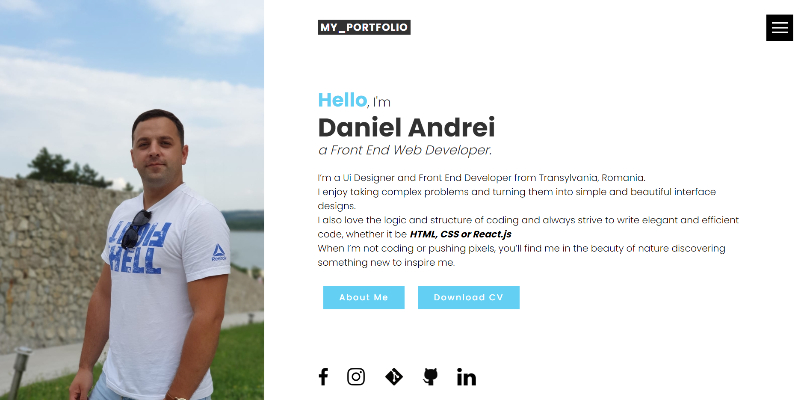 MY_PORTFOLIO
Hello, I'm
Daniel Andrei
a Front End Web Developer.
I'm a Ui Designer and Front End Developer from Transylvania, Romania.
I enjoy taking complex problems and turning them into simple and beautiful interface
designs.
I also love the logic and structure of coding and always strive to write elegant and efficient
code, whether it be HTML, CSS or React.js
When I'm not coding or pushing pixels, you'll find me in the beauty of nature discovering
something new to inspire me.
About Me
Download CV
HELL
Reebok
in